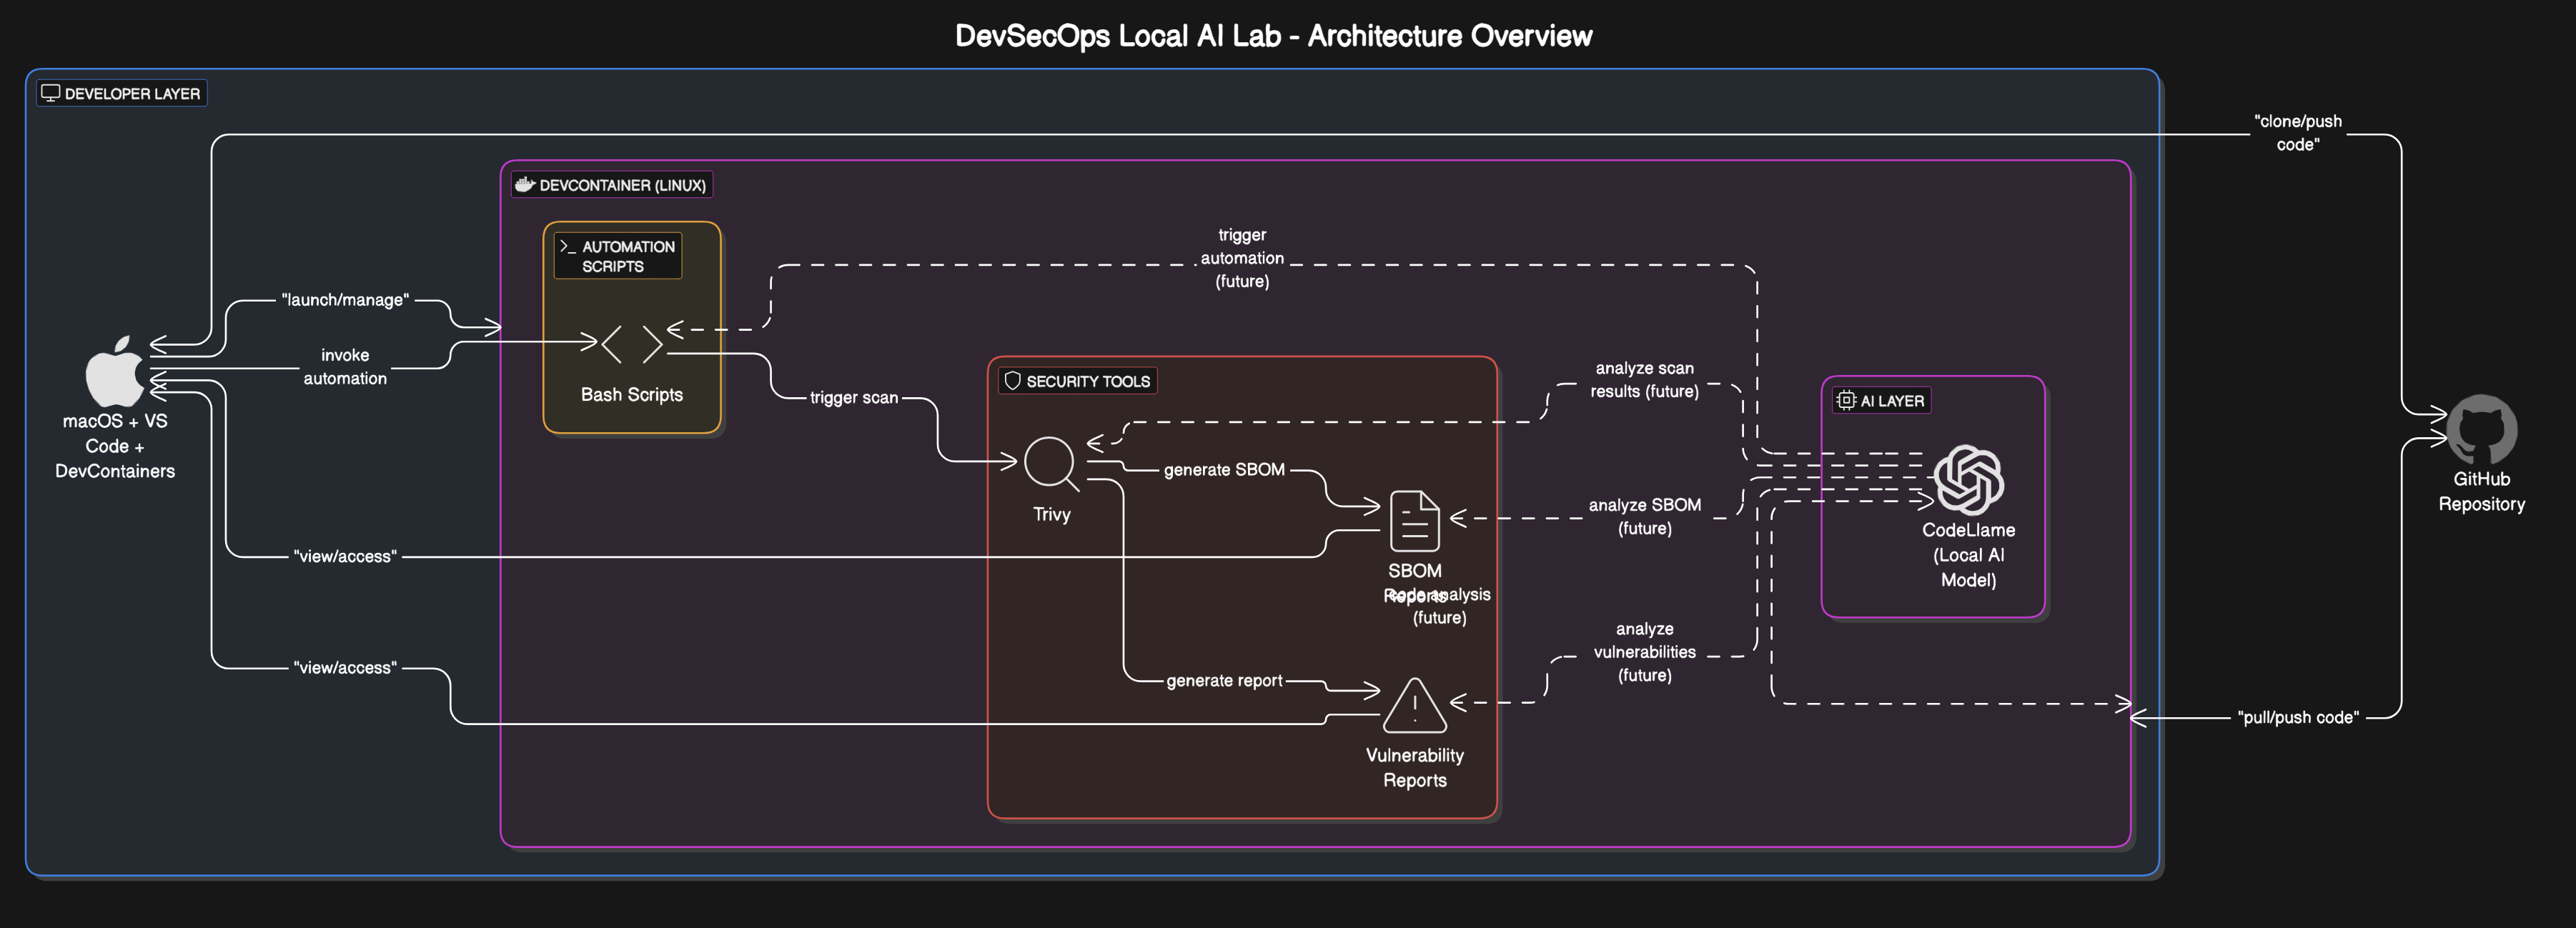 DevSecOps Local AI Lab - Architecture Overview
DEVELOPER LAYER
"clone/push
code"
DEVCONTAINER (LINUX)
AUTOMATION
SCRIPTS
trigger
automation
(future)
"launch/manage"
invoke
automation
Bash Scripts
trigger scan
macOS + VS
Code +
DevContainers
SECURITY TOOLS
analyze scan
results (future)
AI LAYER
Trivy
generate SBOM
analyze SBOM
(future)
CodeLlame
(Local AI
Model)
GitHub
Repository
"view/access"
SBOM
Reports
code analysis
(future)
analyze
vulnerabilities
(future)
"view/access"
generate report
"pull/push code"
Vulnerability
Reports